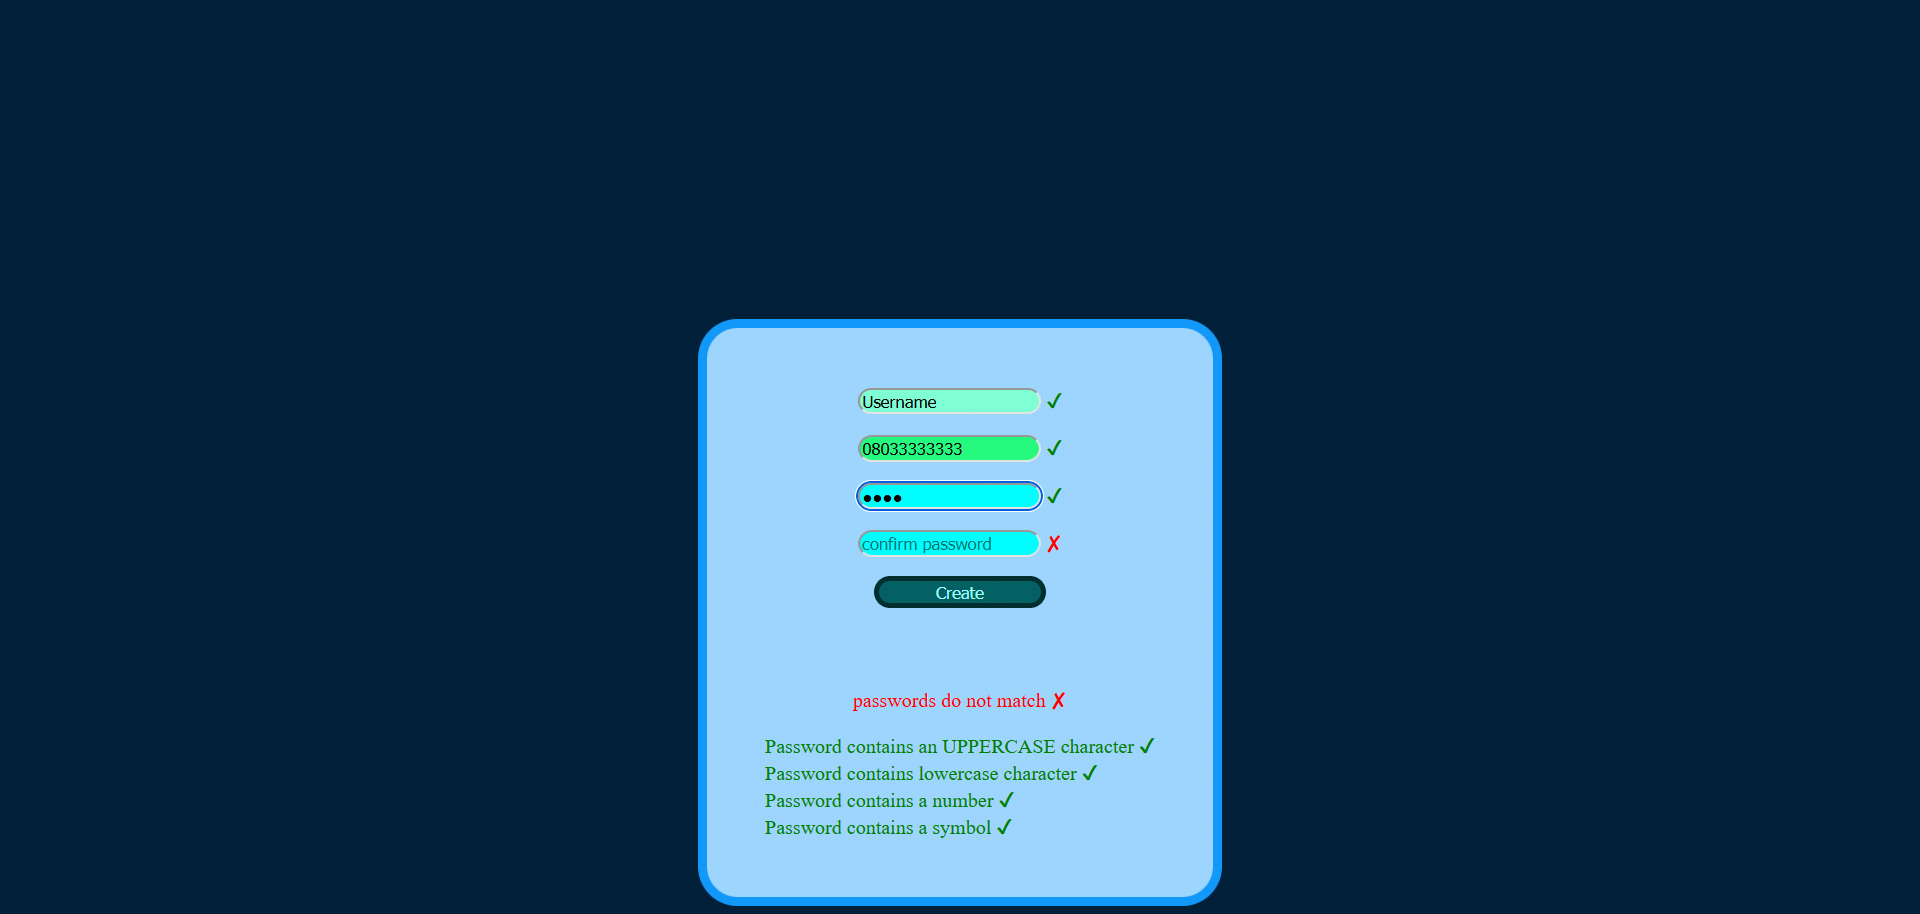 Username ✓
08033333333 ✓
•••• ✓
confirm password ✗
Create
passwords do not match ✗
Password contains an UPPERCASE character ✓
Password contains lowercase character ✓
Password contains a number ✓
Password contains a symbol ✓